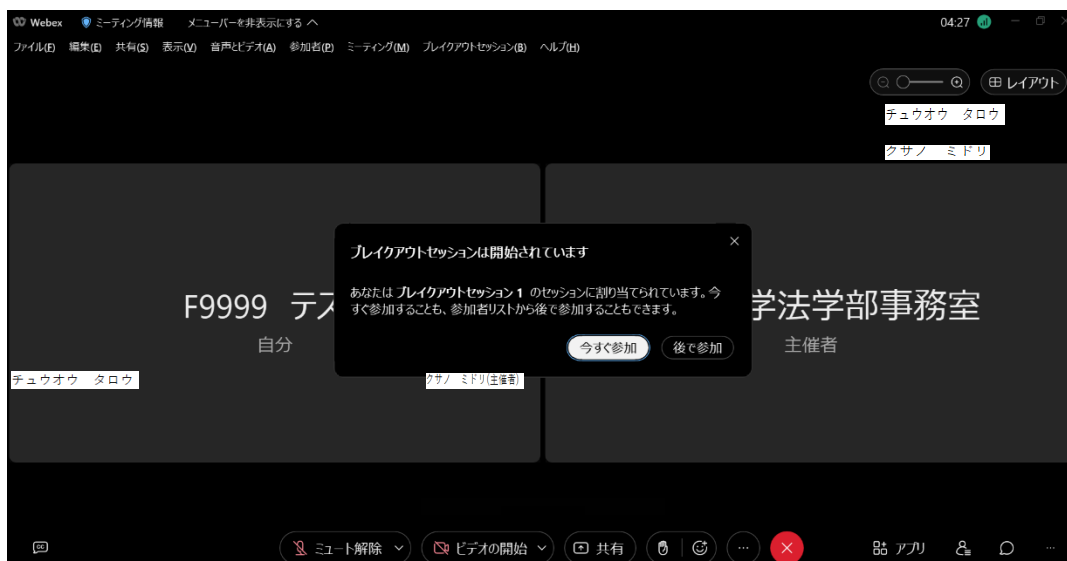 Webex ミーティング情報 メニューバーを非表示にする 04:27
ファイル(F) 編集(E) 共有(S) 表示(V) 音声とビデオ(A) 参加者(P) ミーティング(M) ブレイクアウトセッション(B) ヘルプ(H)
レイアウト
チュウオウ タロウ
クサノ ミドリ
ブレイクアウトセッションは開始されています
あなたは ブレイクアウトセッション 1 のセッションに割り当てられています。今
すぐ参加することも、参加者リストから後で参加することもできます。
今すぐ参加 後で参加
F9999 テス
自分
学法学部事務室
主催者
チュウオウ タロウ
クサノ ミドリ(主催者)
CC ミュート解除 ビデオの開始 共有 アプリ